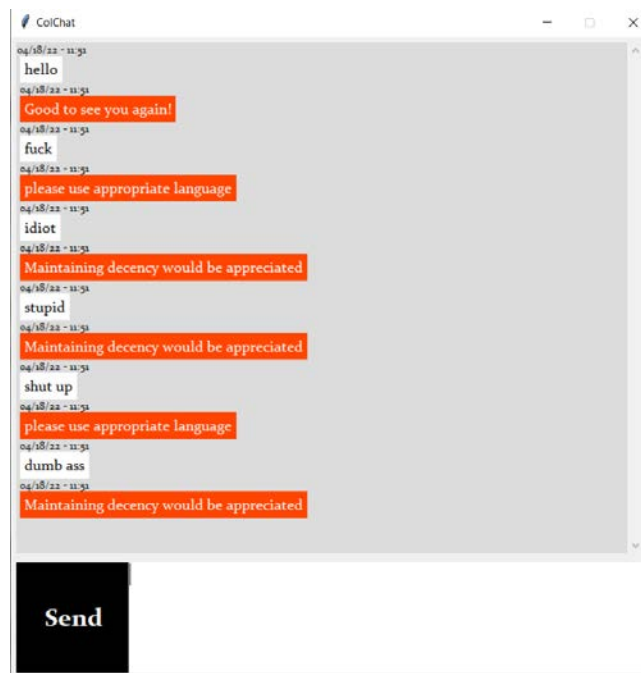 ColChat
04/18/22 - 11:51
hello
04/18/22 - 11:51
Good to see you again!
04/18/22 - 11:51
fuck
04/18/22 - 11:51
please use appropriate language
04/18/22 - 11:51
idiot
04/18/22 - 11:51
Maintaining decency would be appreciated
04/18/22 - 11:51
stupid
04/18/22 - 11:51
Maintaining decency would be appreciated
04/18/22 - 11:51
shut up
04/18/22 - 11:51
please use appropriate language
04/18/22 - 11:51
dumb ass
04/18/22 - 11:51
Maintaining decency would be appreciated
Send